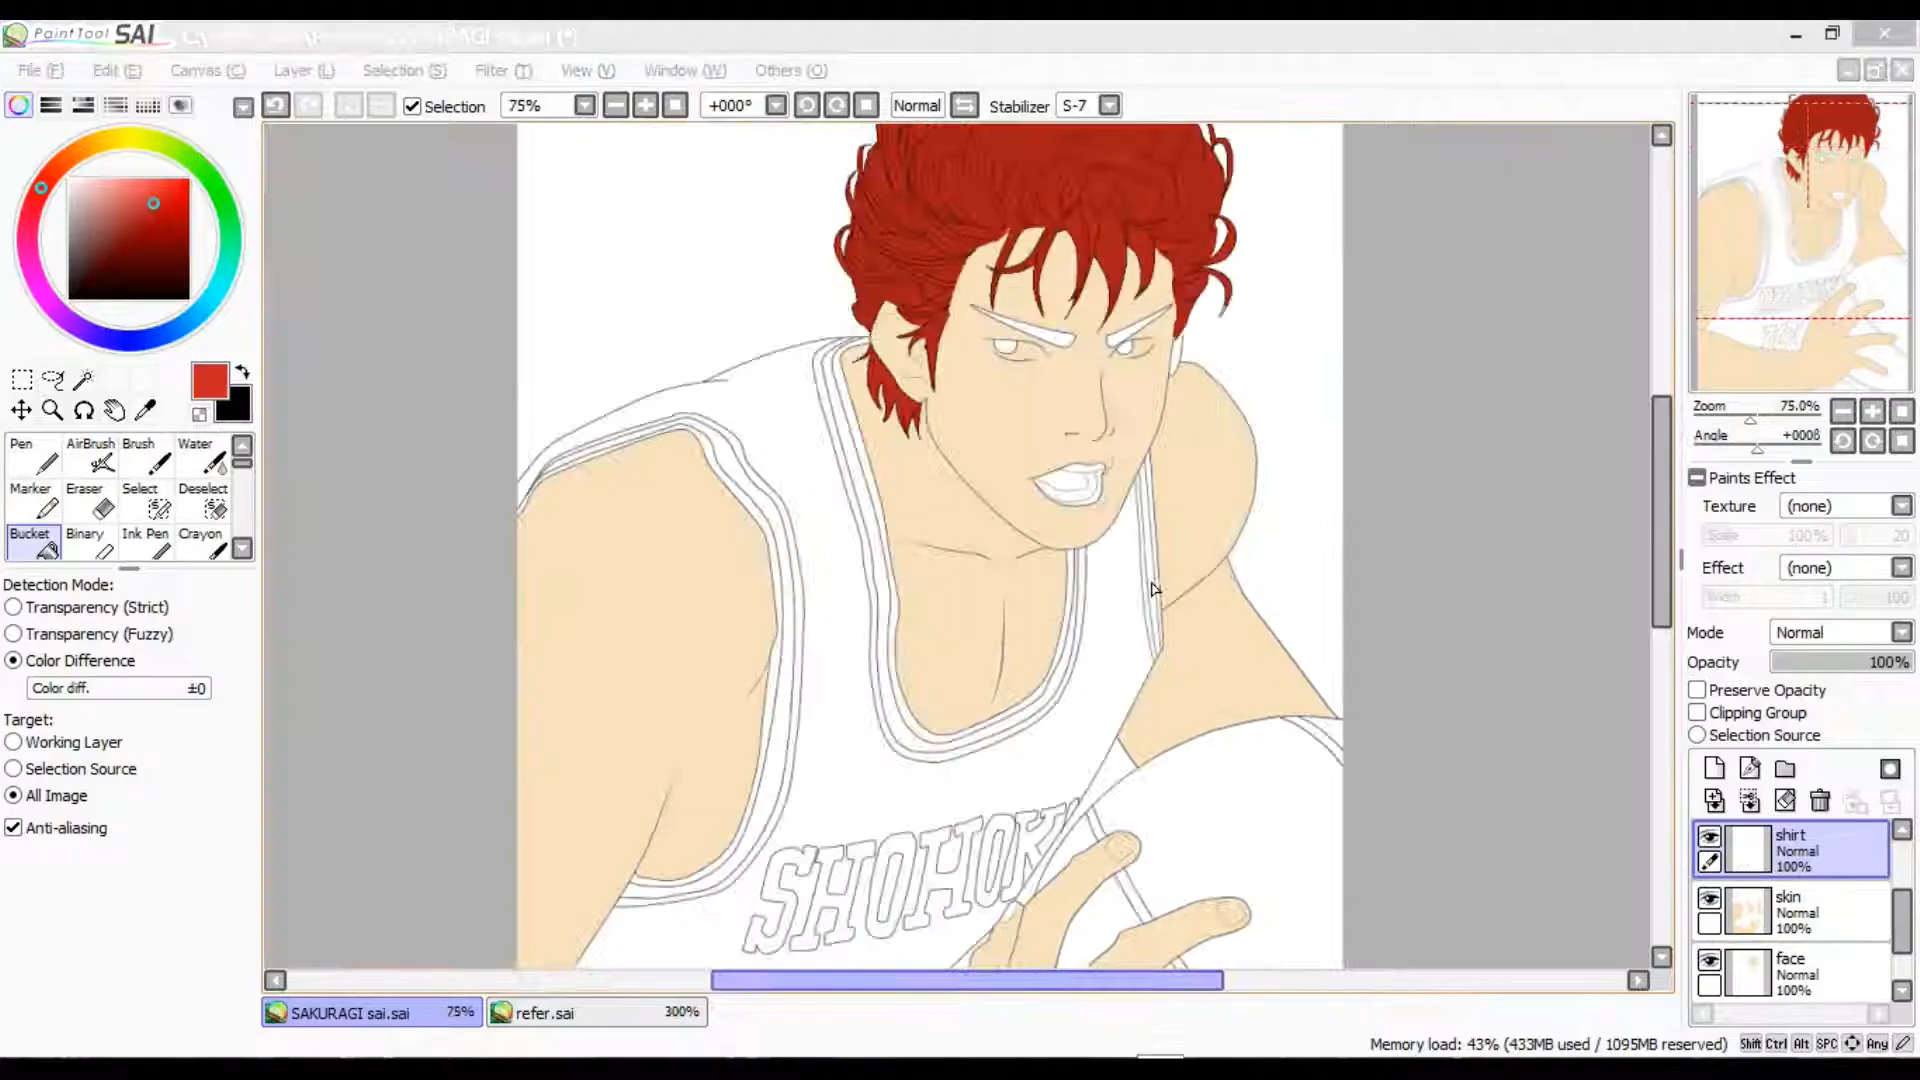 PaintTool SAI
File (F) Edit (E) Canvas (C) Layer (L) Selection (S) Filter (T) View (V) Window (W) Others (O)
Selection 75% +000° Normal Stabilizer S-7
Pen AirBrush Brush Water
Marker Eraser Select Deselect
Bucket Binary Ink Pen Crayon
Detection Mode:
Transparency (Strict)
Transparency (Fuzzy)
Color Difference
Color diff. ±0
Target:
Working Layer
Selection Source
All Image
Anti-aliasing
SHOHOK
SAKURAGI sai.sai 75% refer.sai 300%
Zoom 75.0%
Angle +000ß
Paints Effect
Texture (none)
Scale 100% 20
Effect (none)
Width 1 100
Mode Normal
Opacity 100%
Preserve Opacity
Clipping Group
Selection Source
shirt
Normal
100%
skin
Normal
100%
face
Normal
100%
Memory load: 43% (433MB used / 1095MB reserved) Shift Ctrl Alt SPC Any